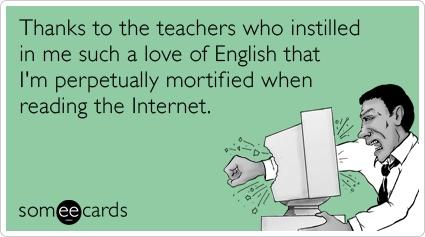 Thanks to the teachers who instilled
in me such a love of English that
I'm perpetually mortified when
reading the Internet.
someecards